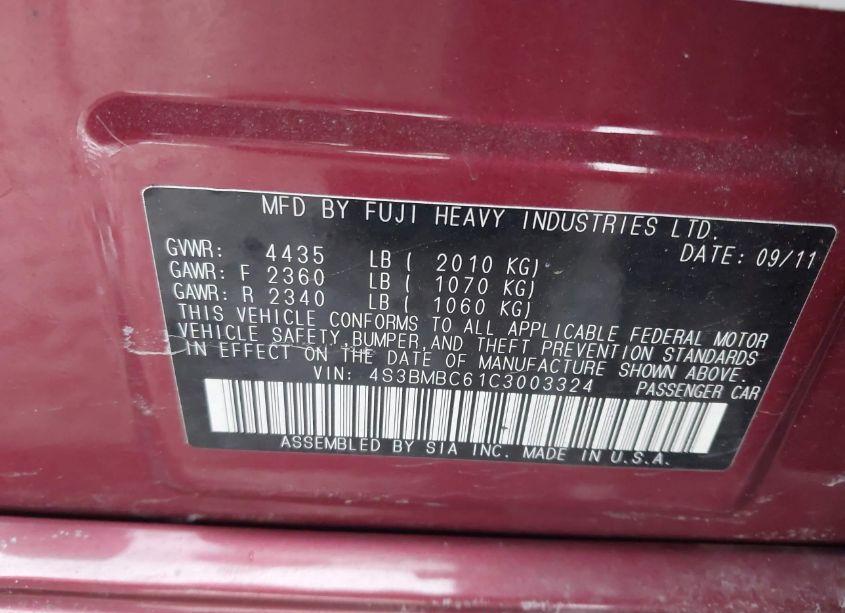 MFD BY FUJI HEAVY INDUSTRIES LTD.
GVWR: 4435 LB ( 2010 KG) DATE: 09/11
GAWR: F 2360 LB ( 1070 KG)
GAWR: R 2340 LB ( 1060 KG)
THIS VEHICLE CONFORMS TO ALL APPLICABLE FEDERAL MOTOR
VEHICLE SAFETY, BUMPER, AND THEFT PREVENTION STANDARDS
IN EFFECT ON THE DATE OF MANUFACTURE SHOWN ABOVE.
VIN: 4S3BMBC61C3003324 PASSENGER CAR
ASSEMBLED BY SIA INC. MADE IN U.S.A.